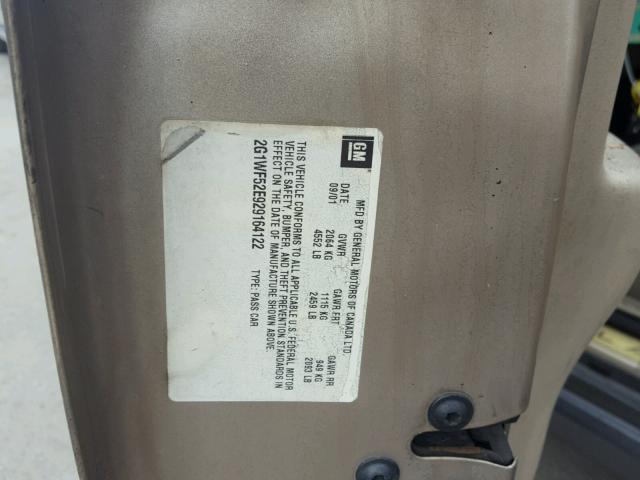 GM
MFD BY GENERAL MOTORS OF CANADA LTD.
DATE GVWR GAWR FRT GAWR RR
09/01 2064 KG 1115 KG 949 KG
4552 LB 2459 LB 2093 LB
THIS VEHICLE CONFORMS TO ALL APPLICABLE U.S. FEDERAL MOTOR
VEHICLE SAFETY, BUMPER, AND THEFT PREVENTION STANDARDS IN
EFFECT ON THE DATE OF MANUFACTURE SHOWN ABOVE.
2G1WF52E929164122 TYPE: PASS CAR